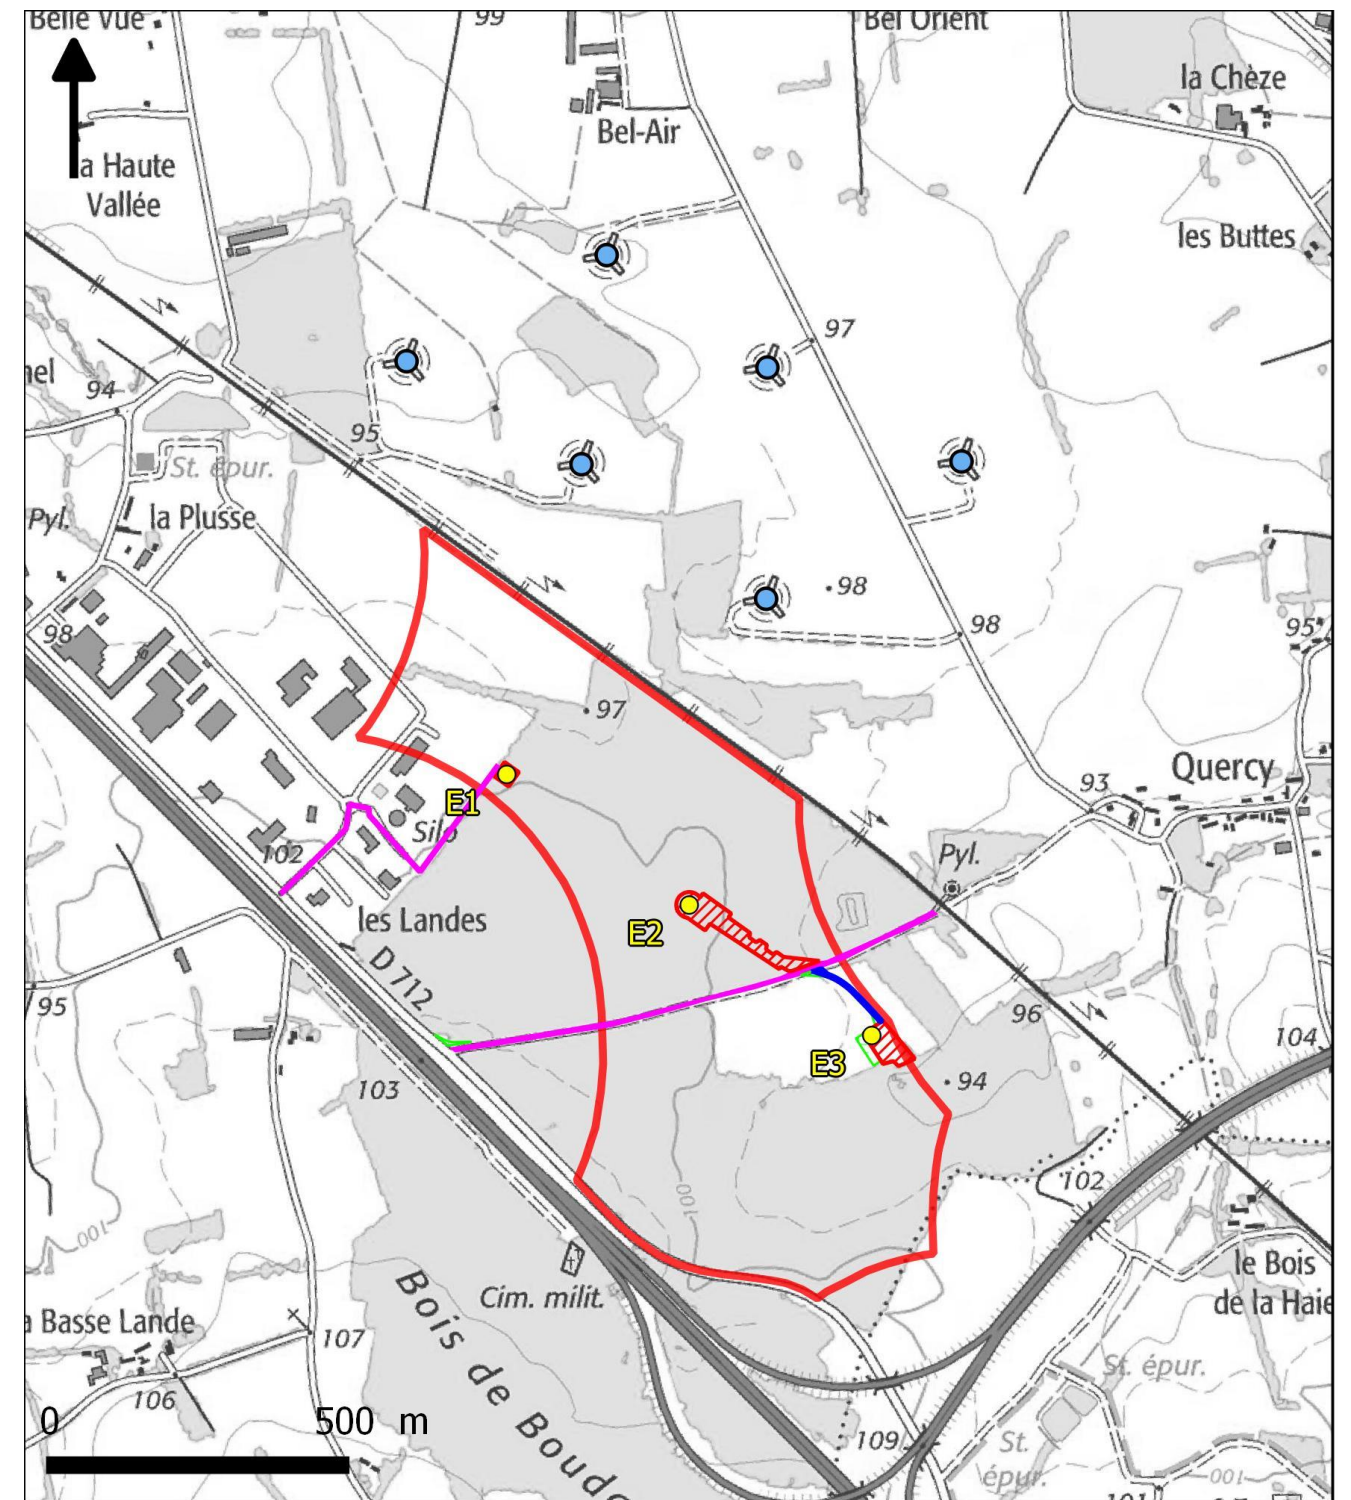 Belle Vue
99
Bel Orient
la Chèze
Bel-Air
a Haute
Vallée
les Buttes
97
nel
94
95
St. épur.
Pyl.
la Plusse
98
98
98
95
97
Quercy
93
E1
Silo
102
Pyl.
les Landes
E2
D 712
95
96
E3
104
103
94
102
100
100
le Bois
de la Haie
Cim. milit.
a Basse Lande
107
St. épur.
106
Bois de Boude
0 500 m
109
St.
épur.
100
101